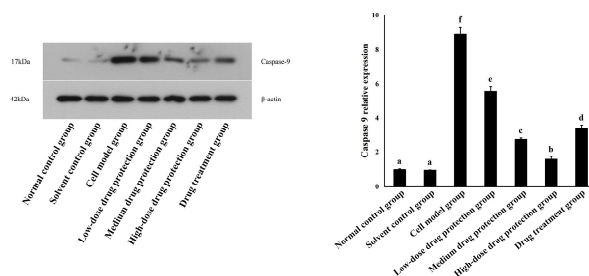 17kDa
Caspase-9
42kDa
β-actin
Normal control group
Solvent control group
Cell model group
Low-dose drug protection group
Medium drug protection group
High-dose drug protection group
Drug treatment group
Caspase 9 relative expression
10
8
6
4
2
0
a
a
f
e
c
b
d
Normal control group
Solvent control group
Cell model group
Low-dose drug protection group
Medium drug protection group
High-dose drug protection group
Drug treatment group